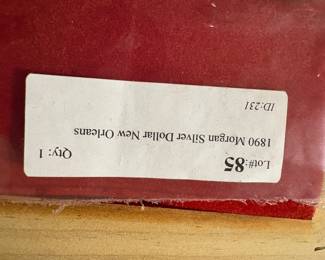 Lot#:85 Qty: 1
1890 Morgan Silver Dollar New Orleans
ID:231